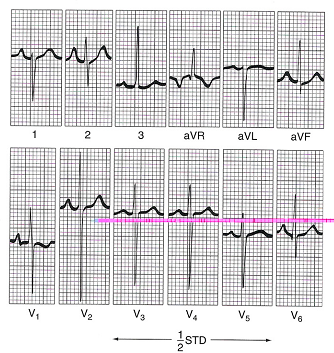 1 2 3 aVR aVL aVF
V1 V2 V3 V4 V5 V6
1/2 STD